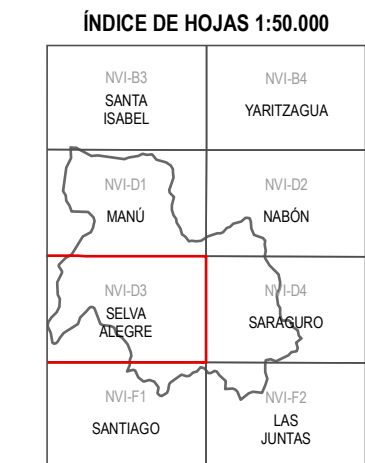 ÍNDICE DE HOJAS 1:50.000
NVI-B3
SANTA
ISABEL
NVI-B4
YARITZAGUA
NVI-D1
MANÚ
NVI-D2
NABÓN
NVI-D3
SELVA
ALEGRE
NVI-D4
SARAGURO
NVI-F1
SANTIAGO
NVI-F2
LAS
JUNTAS